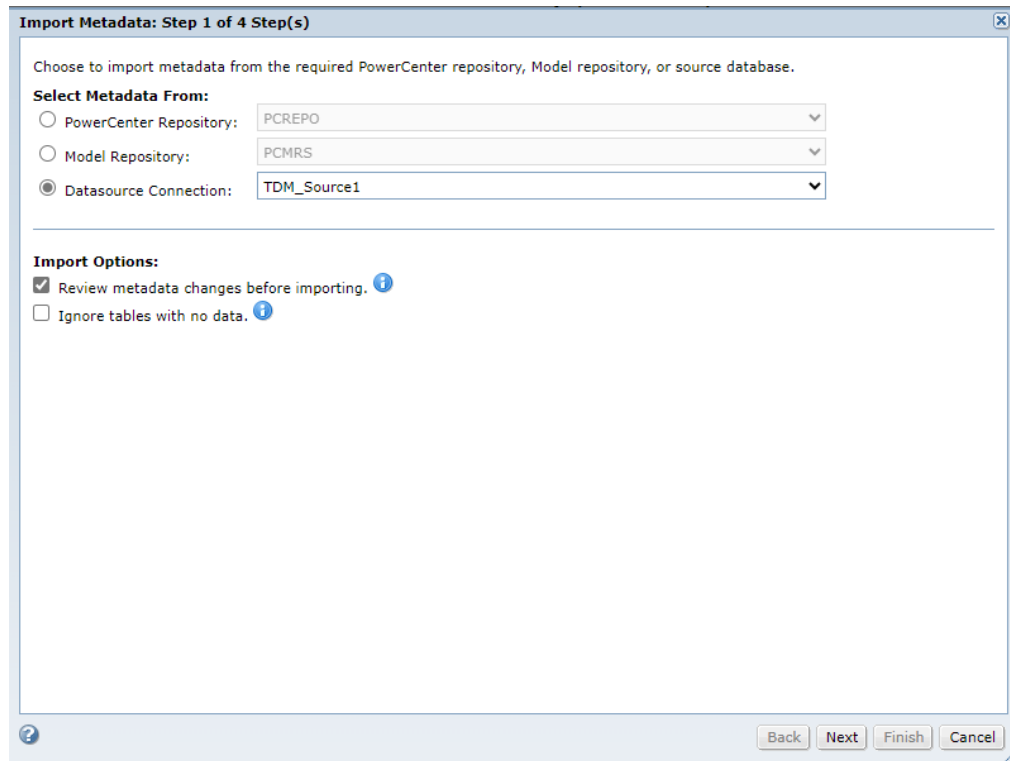 Import Metadata: Step 1 of 4 Step(s)
Choose to import metadata from the required PowerCenter repository, Model repository, or source database.
Select Metadata From:
PowerCenter Repository: PCREPO
Model Repository: PCMRS
Datasource Connection: TDM_Source1
Import Options:
Review metadata changes before importing.
Ignore tables with no data.
Back Next Finish Cancel